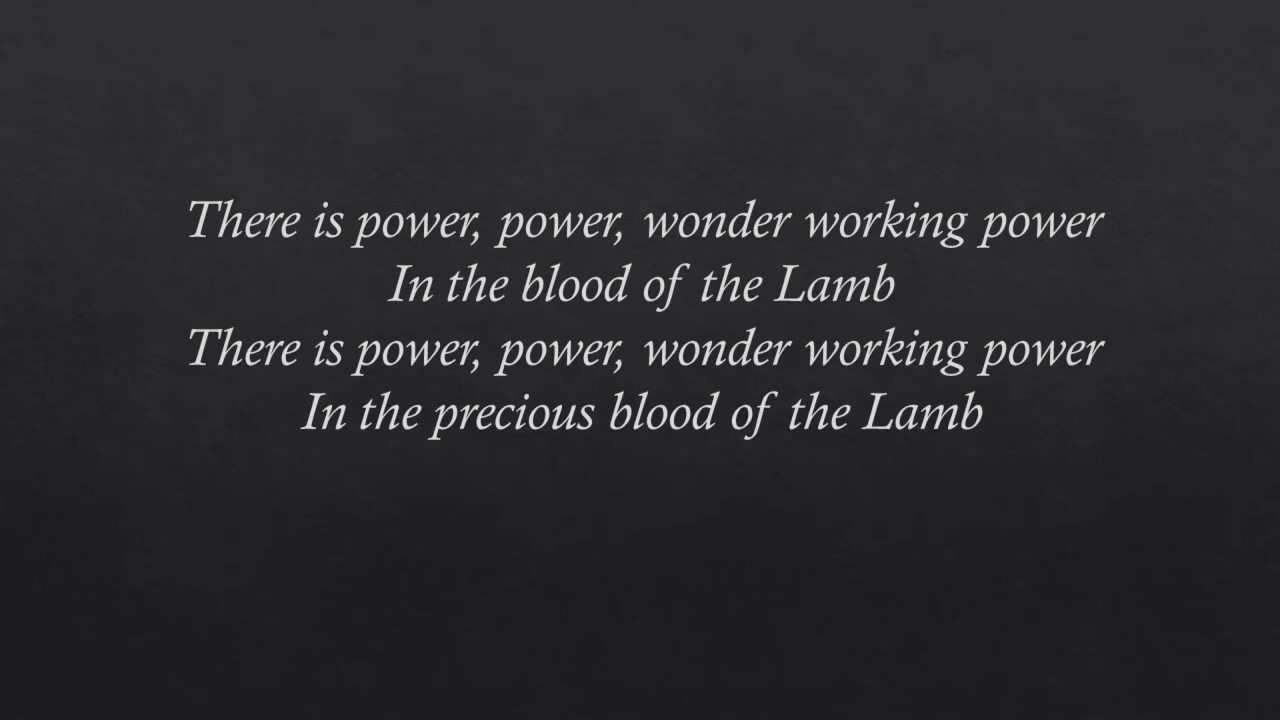 There is power, power, wonder working power
In the blood of the Lamb
There is power, power, wonder working power
In the precious blood of the Lamb